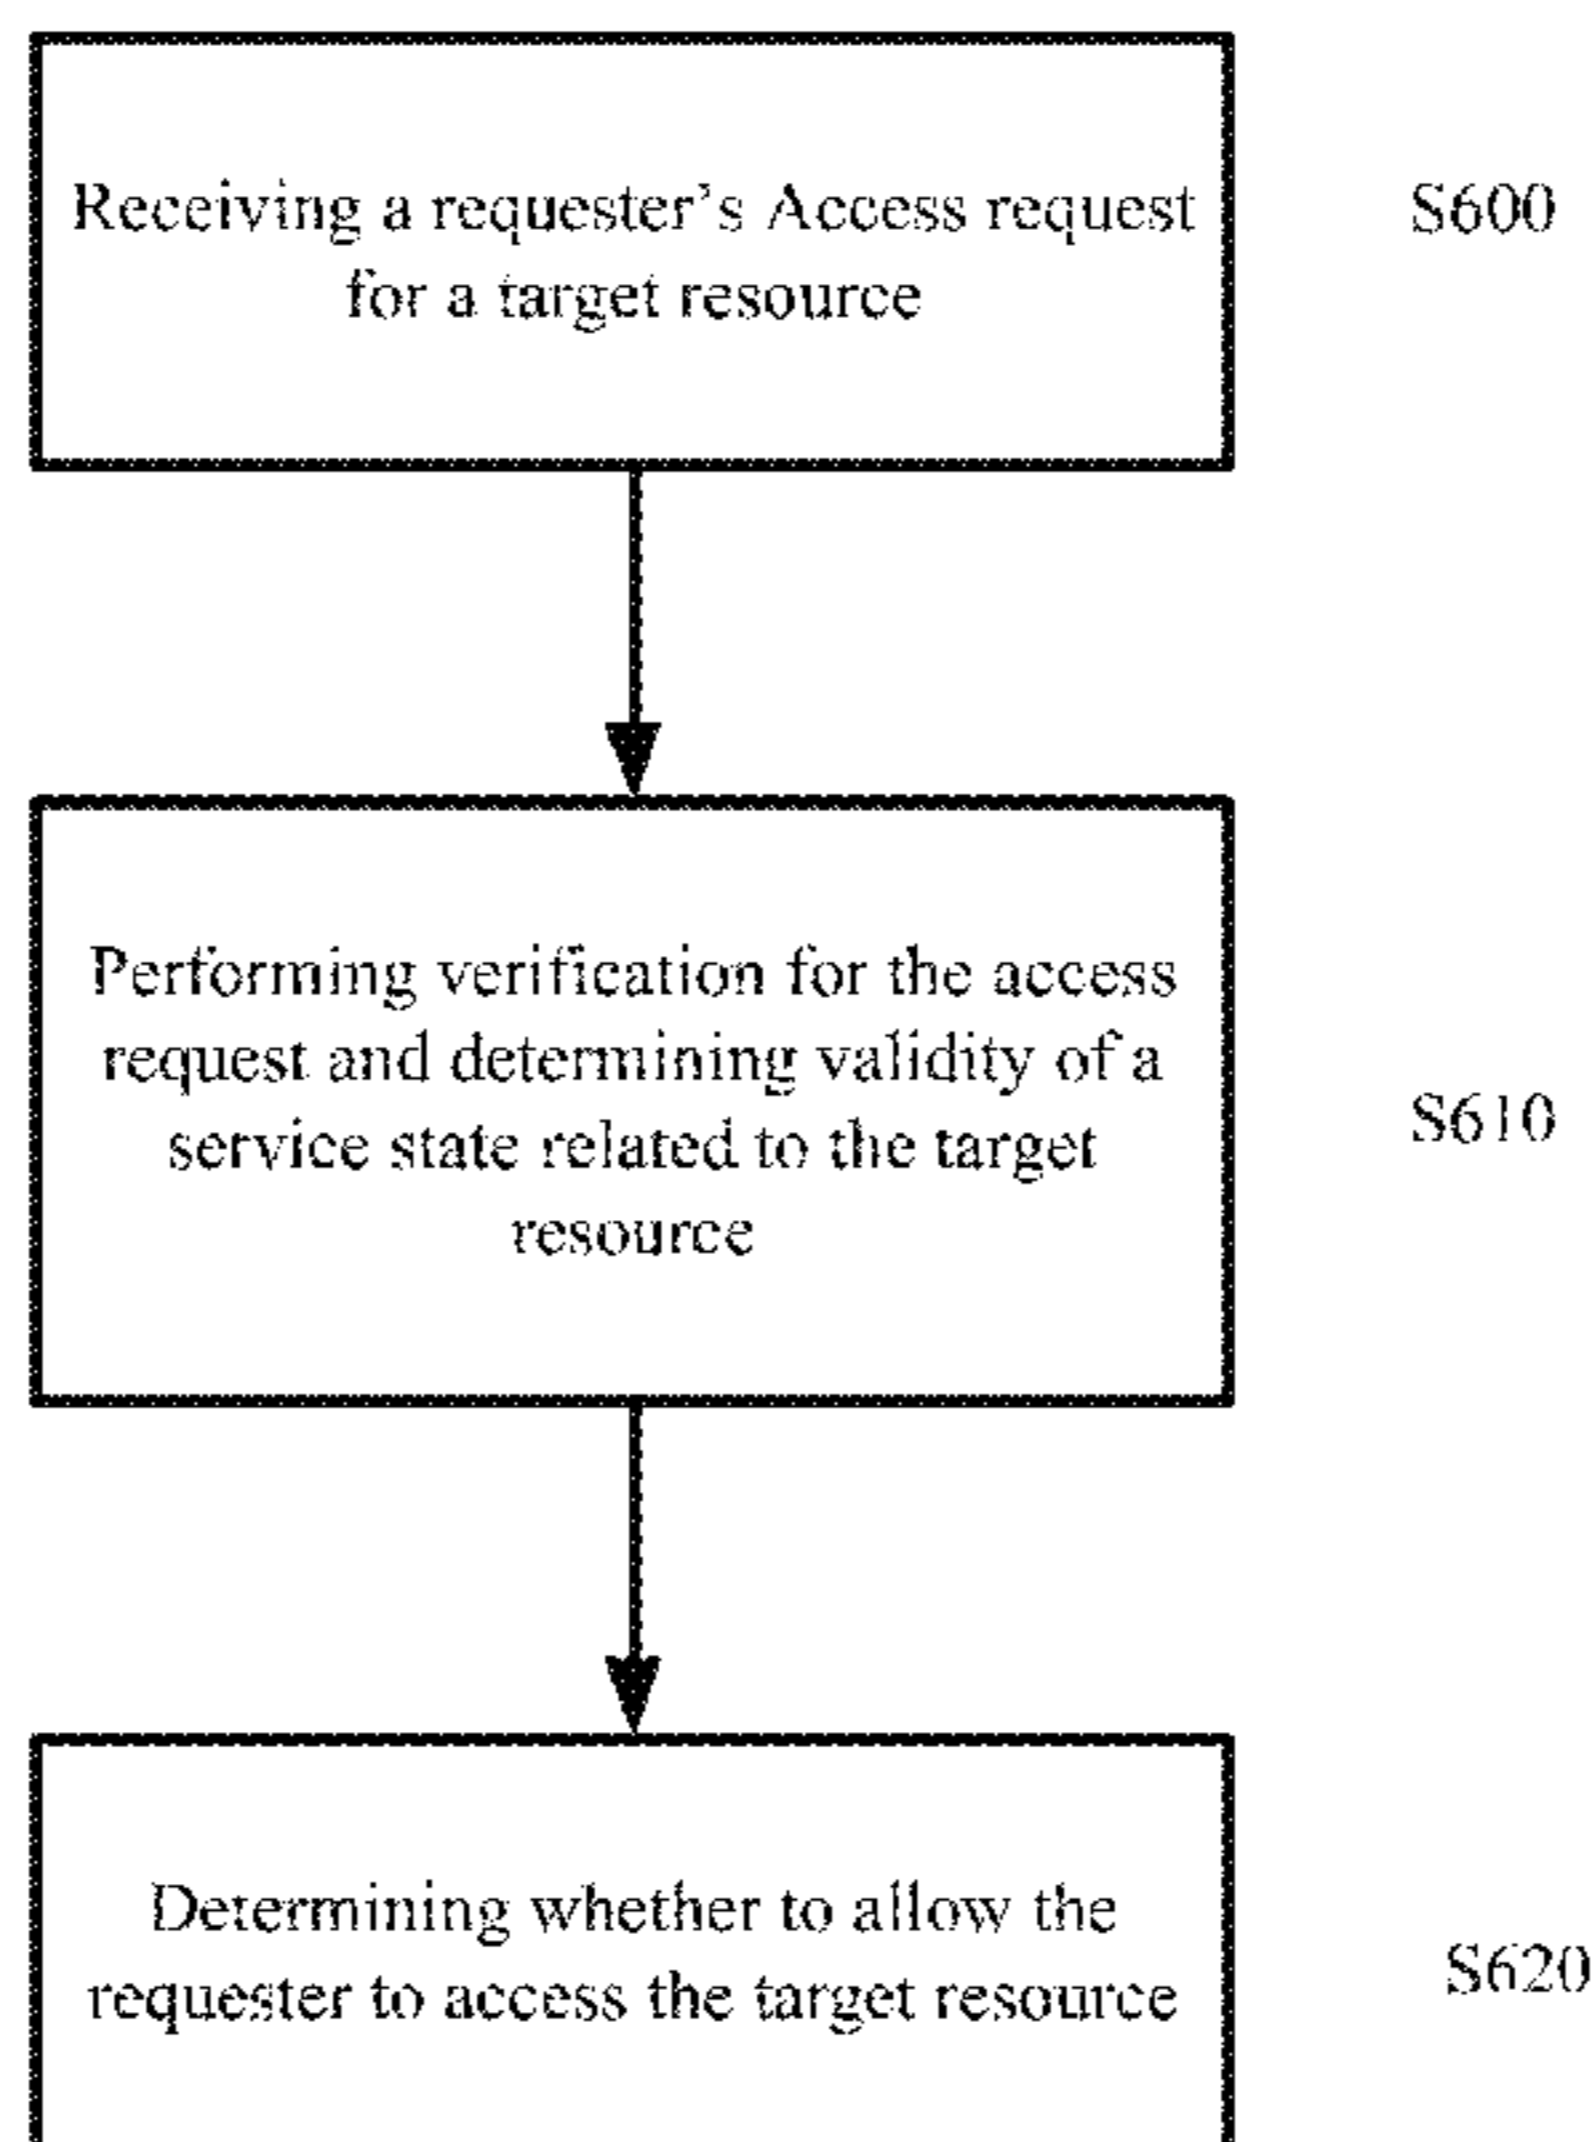 Receiving a requester's Access request
for a target resource
S600
Performing verification for the access
request and determining validity of a
service state related to the target
resource
S610
Determining whether to allow the
requester to access the target resource
S620